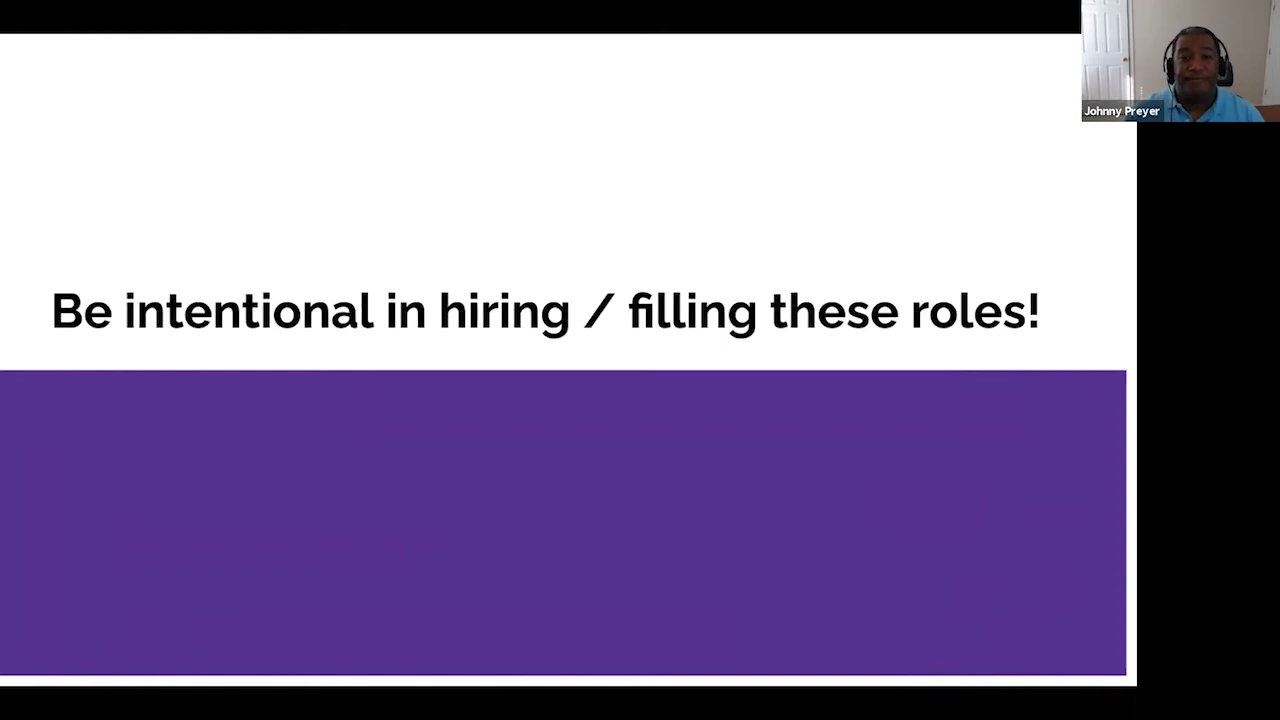 Johnny Preyer
Be intentional in hiring / filling these roles!